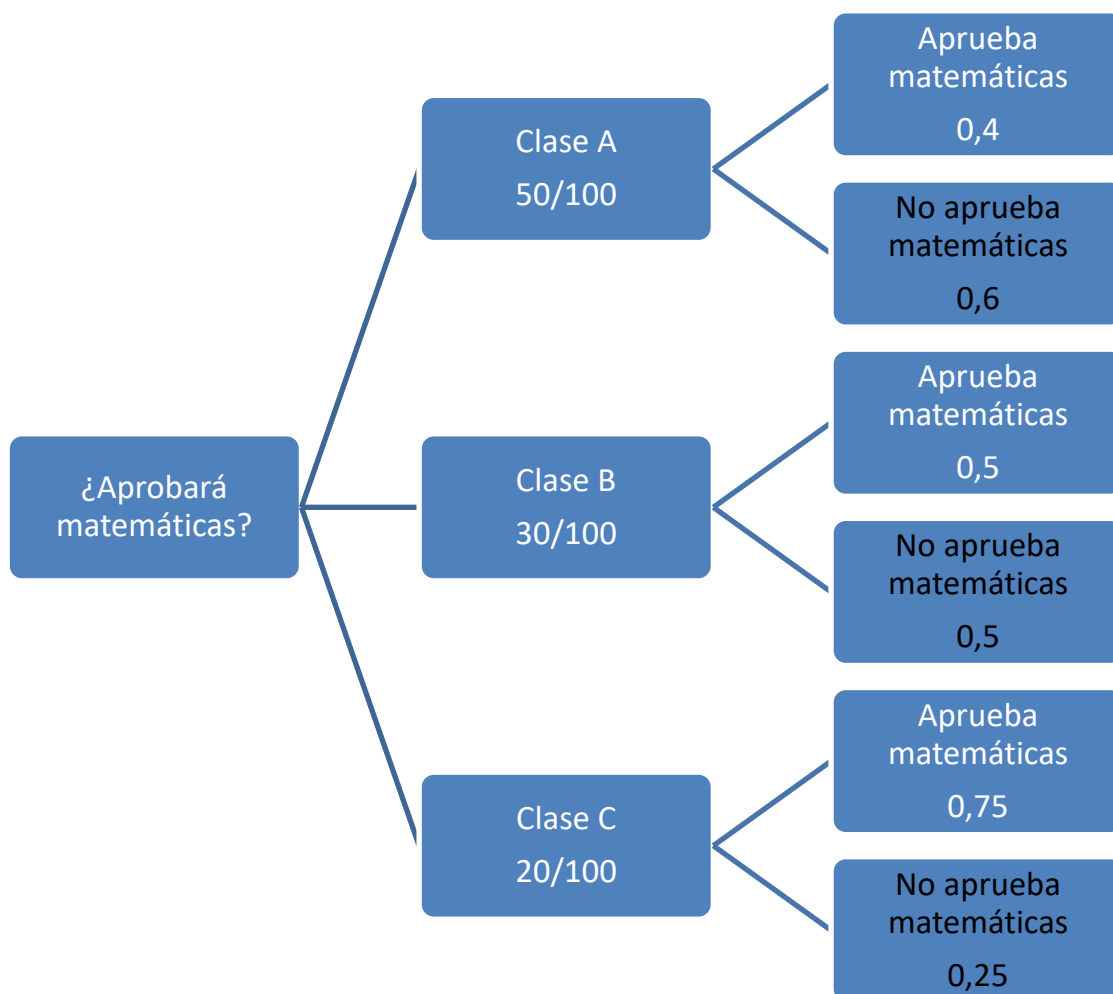 ¿Aprobará
matemáticas?
Clase A
50/100
Aprueba
matemáticas
0,4
No aprueba
matemáticas
0,6
Clase B
30/100
Aprueba
matemáticas
0,5
No aprueba
matemáticas
0,5
Clase C
20/100
Aprueba
matemáticas
0,75
No aprueba
matemáticas
0,25